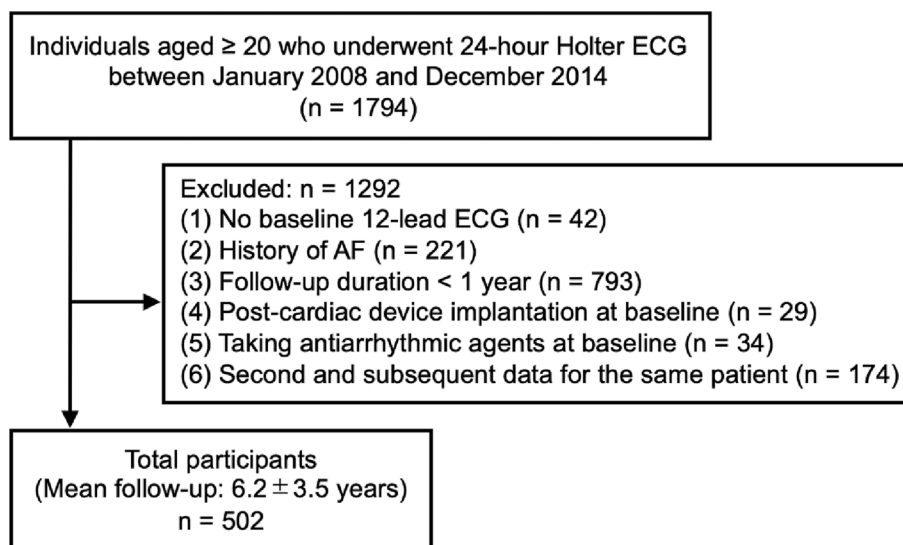 Individuals aged ≥ 20 who underwent 24-hour Holter ECG
between January 2008 and December 2014
(n = 1794)
Excluded: n = 1292
(1) No baseline 12-lead ECG (n = 42)
(2) History of AF (n = 221)
(3) Follow-up duration < 1 year (n = 793)
(4) Post-cardiac device implantation at baseline (n = 29)
(5) Taking antiarrhythmic agents at baseline (n = 34)
(6) Second and subsequent data for the same patient (n = 174)
Total participants
(Mean follow-up: 6.2 ± 3.5 years)
n = 502